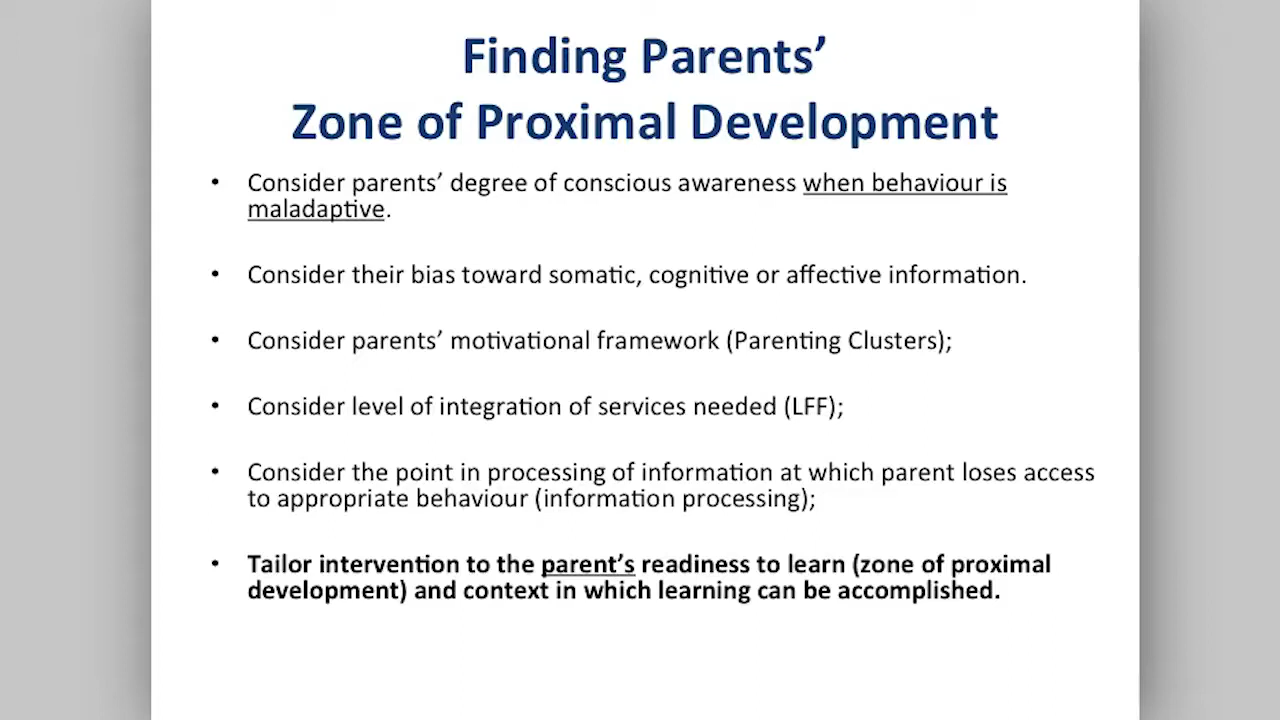 Finding Parents’
Zone of Proximal Development
• Consider parents’ degree of conscious awareness when behaviour is
maladaptive.
• Consider their bias toward somatic, cognitive or affective information.
• Consider parents’ motivational framework (Parenting Clusters);
• Consider level of integration of services needed (LFF);
• Consider the point in processing of information at which parent loses access
to appropriate behaviour (information processing);
• Tailor intervention to the parent’s readiness to learn (zone of proximal
development) and context in which learning can be accomplished.